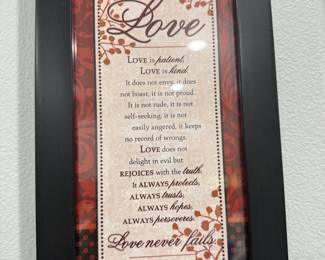 Love
LOVE is patient,
LOVE is kind.
It does not envy, it does
not boast, it is not proud.
It is not rude, it is not
self-seeking, it is not
easily angered, it keeps
no record of wrongs.
LOVE does not
delight in evil but
REJOICES with the truth.
It ALWAYS protects,
ALWAYS trusts,
ALWAYS hopes,
ALWAYS perseveres.
Love never fails.